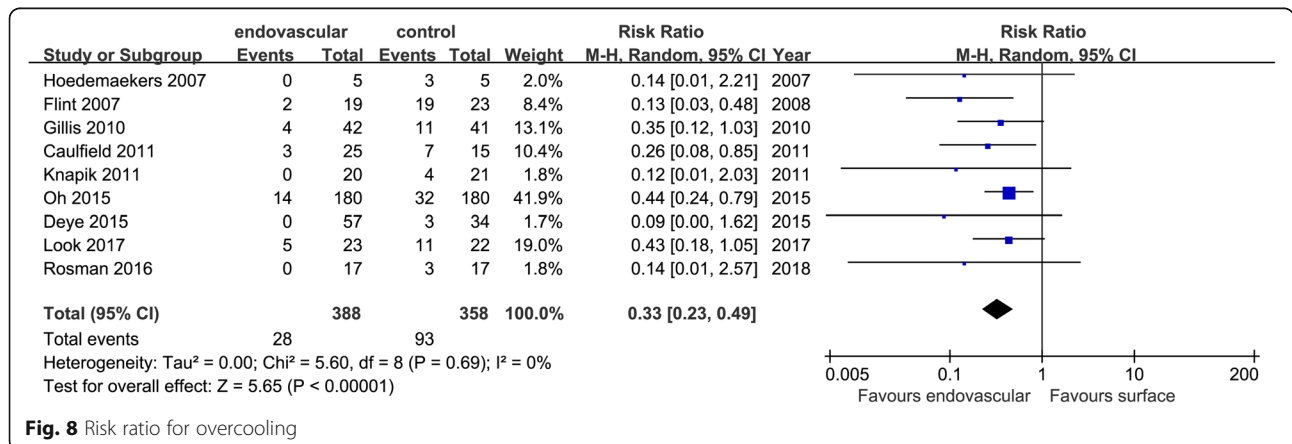 endovascular control Risk Ratio Risk Ratio
Study or Subgroup Events Total Events Total Weight M-H, Random, 95% CI Year M-H, Random, 95% CI
Hoedemaekers 2007 0 5 3 5 2.0% 0.14 [0.01, 2.21] 2007
Flint 2007 2 19 19 23 8.4% 0.13 [0.03, 0.48] 2008
Gillis 2010 4 42 11 41 13.1% 0.35 [0.12, 1.03] 2010
Caulfield 2011 3 25 7 15 10.4% 0.26 [0.08, 0.85] 2011
Knapik 2011 0 20 4 21 1.8% 0.12 [0.01, 2.03] 2011
Oh 2015 14 180 32 180 41.9% 0.44 [0.24, 0.79] 2015
Deye 2015 0 57 3 34 1.7% 0.09 [0.00, 1.62] 2015
Look 2017 5 23 11 22 19.0% 0.43 [0.18, 1.05] 2017
Rosman 2016 0 17 3 17 1.8% 0.14 [0.01, 2.57] 2018
Total (95% CI) 388 358 100.0% 0.33 [0.23, 0.49]
Total events 28 93
Heterogeneity: Tau² = 0.00; Chi² = 5.60, df = 8 (P = 0.69); I² = 0%
Test for overall effect: Z = 5.65 (P < 0.00001)
0.005 0.1 1 10 200
Favours endovascular Favours surface
Fig. 8 Risk ratio for overcooling